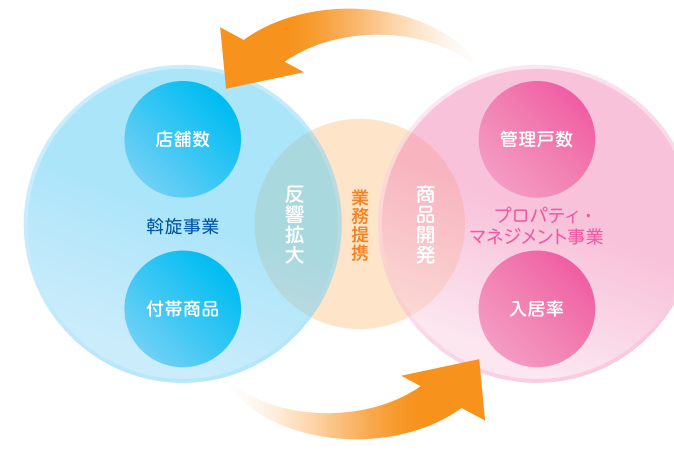 店舗数
斡旋事業
付帯商品
反響拡大
業務提携
商品開発
管理戸数
プロパティ・
マネジメント事業
入居率